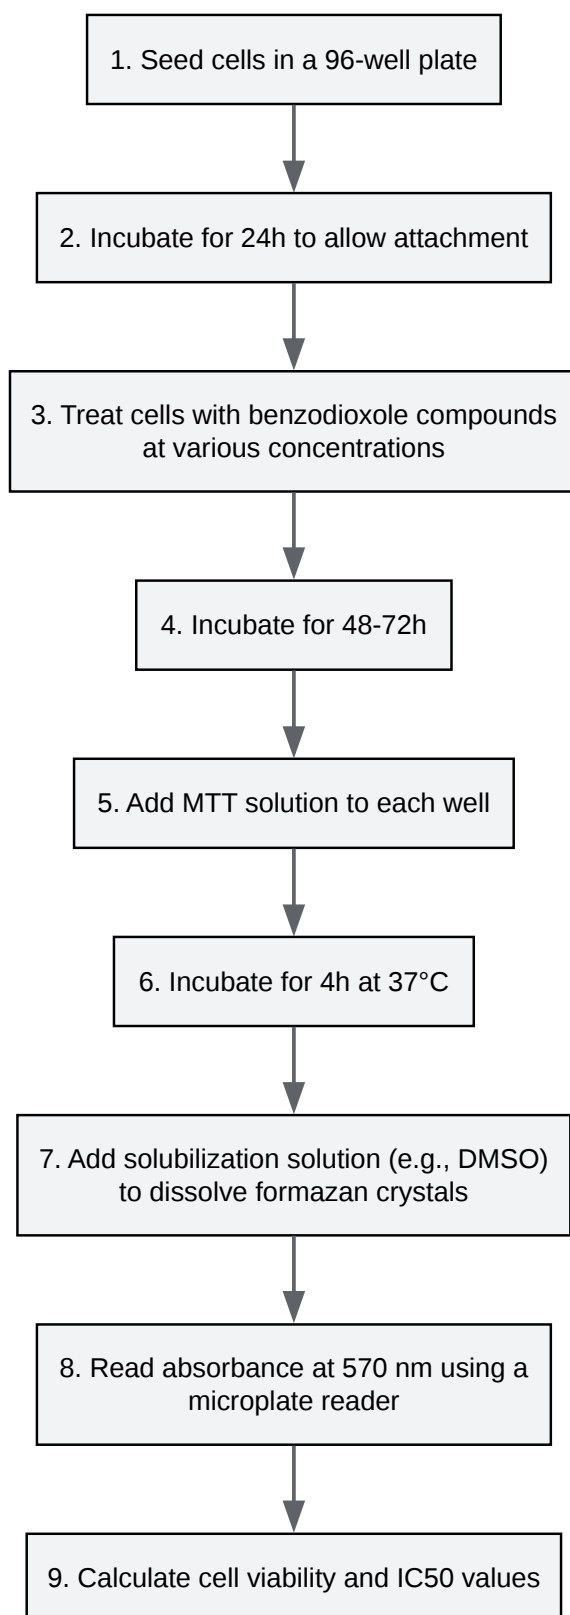 1. Seed cells in a 96-well plate
2. Incubate for 24h to allow attachment
3. Treat cells with benzodioxole compounds
at various concentrations
4. Incubate for 48-72h
5. Add MTT solution to each well
6. Incubate for 4h at 37°C
7. Add solubilization solution (e.g., DMSO)
to dissolve formazan crystals
8. Read absorbance at 570 nm using a
microplate reader
9. Calculate cell viability and IC50 values